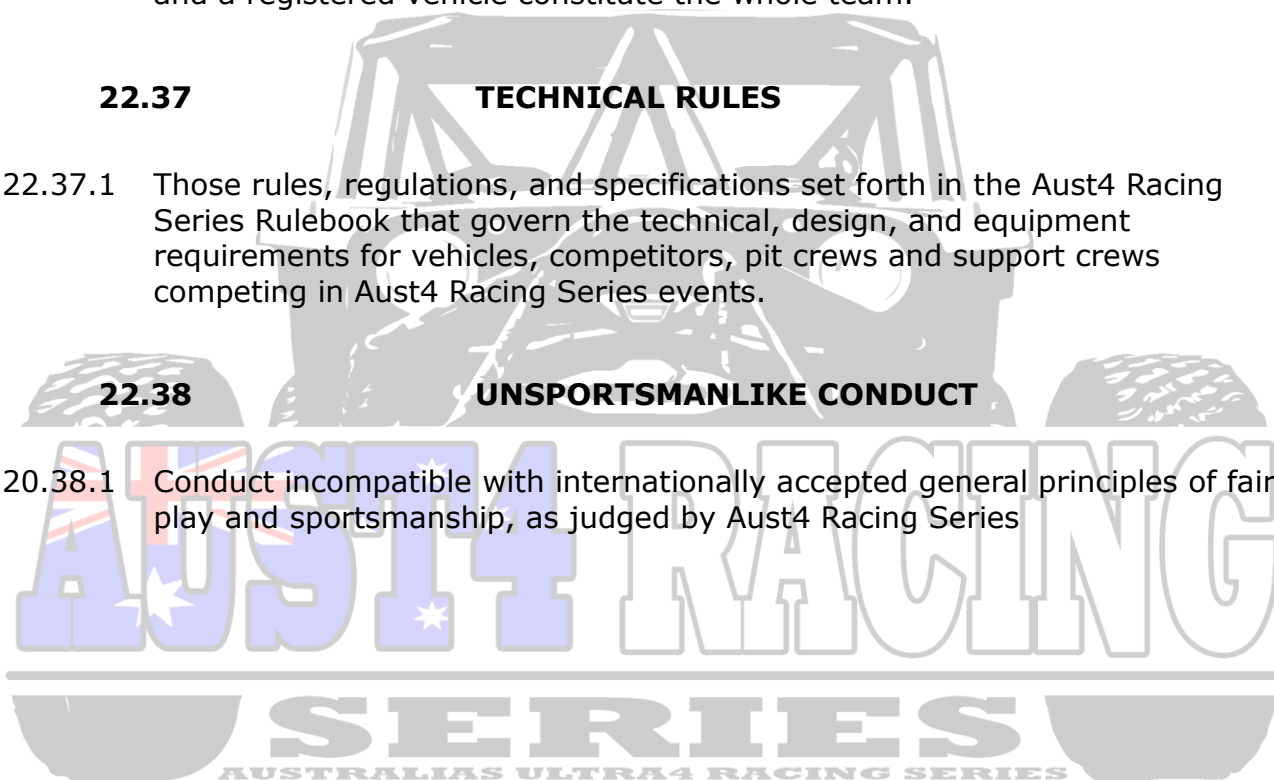 and a registered vehicle constitute the whole team.
22.37 TECHNICAL RULES
22.37.1 Those rules, regulations, and specifications set forth in the Aust4 Racing
Series Rulebook that govern the technical, design, and equipment
requirements for vehicles, competitors, pit crews and support crews
competing in Aust4 Racing Series events.
22.38 UNSPORTSMANLIKE CONDUCT
20.38.1 Conduct incompatible with internationally accepted general principles of fair
play and sportsmanship, as judged by Aust4 Racing Series
AUST4 RACING
SERIES
AUSTRALIAS ULTRA4 RACING SERIES